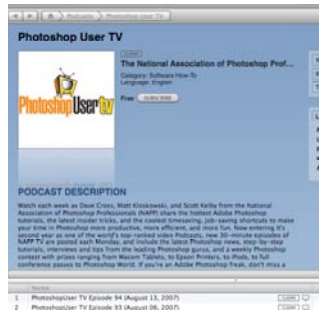 Podcasts
Photoshop User TV
Photoshop User TV
CLEAN
The National Association of Photoshop Prof...
Category: Software How-To
Language: English
Free
SUBSCRIBE
PhotoshopUser tv
PODCAST DESCRIPTION
Watch each week as Dave Cross, Matt Kloskowski, and Scott Kelby from the National
Association of Photoshop Professionals (NAPP) share the hottest Adobe Photoshop
tutorials, the latest insider tricks, and the coolest timesaving, job-saving shortcuts to make
your time in Photoshop more productive, more efficient, and more fun. Now entering it's
second year as one of the world's top-ranked video Podcasts, new 30-minute episodes of
NAPP TV are posted each Monday, and include the latest Photoshop news, step-by-step
tutorials, interviews and tips from the leading Photoshop gurus, and a weekly Photoshop
contest with prizes ranging from Wacom Tablets, to Epson Printers, to iPods, to full
conference passes to Photoshop World. If you're an Adobe Photoshop freak, don't miss a
Name
1 PhotoshopUser TV Episode 94 (August 13, 2007) CLEAN
2 PhotoshopUser TV Episode 93 (August 06, 2007) CLEAN